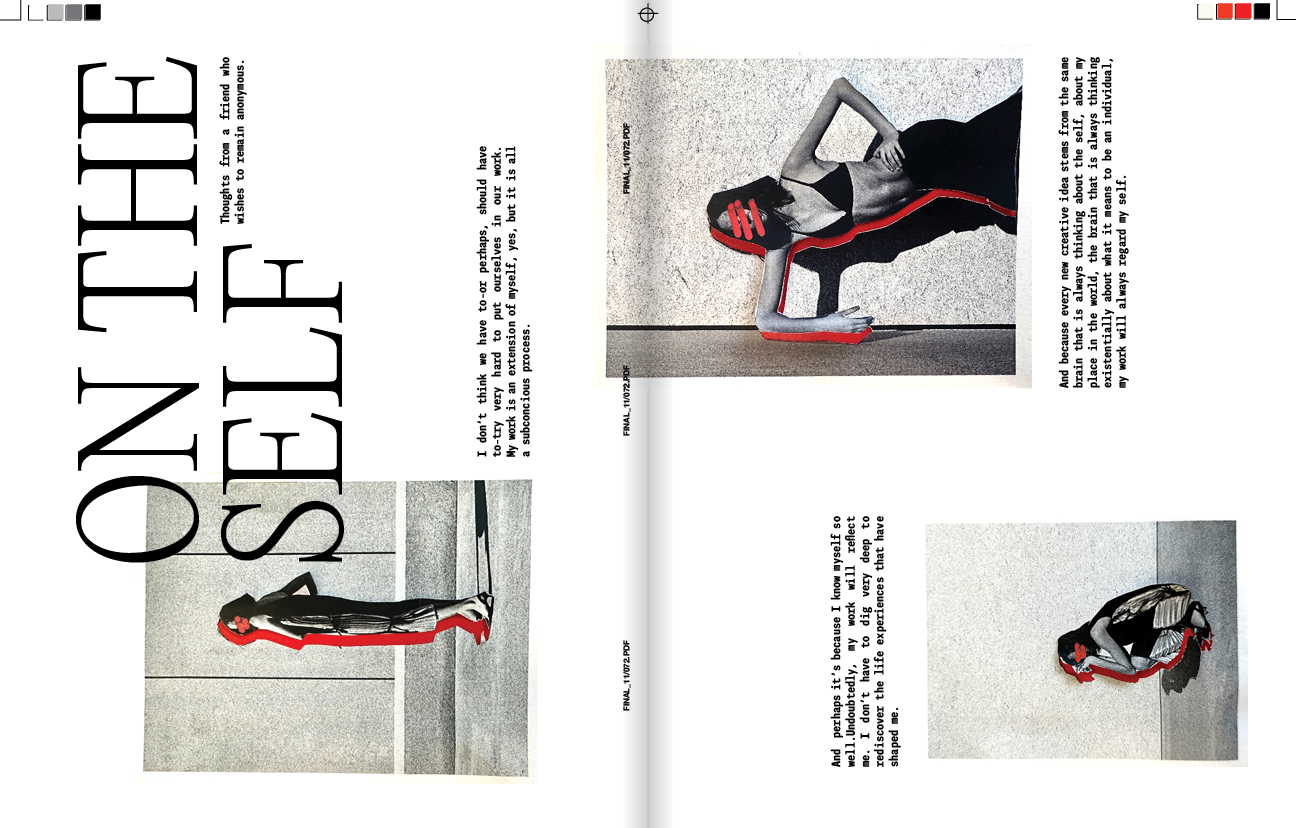 ON THE
SELF
Thoughts from a friend who
wishes to remain anonymous.
I don't think we have to-or perhaps, should have
to-try very hard to put ourselves in our work.
My work is an extension of myself, yes, but it is all
a subconcious process.
FINAL_11/072.PDF
FINAL_11/072.PDF
FINAL_11/072.PDF
And perhaps it's because I know myself so
well.Undoubtedly, my work will reflect
me. I don't have to dig very deep to
rediscover the life experiences that have
shaped me.
And because every new creative idea stems from the same
brain that is always thinking about the self, about my
place in the world, the brain that is always thinking
existentially about what it means to be an individual,
my work will always regard my self.